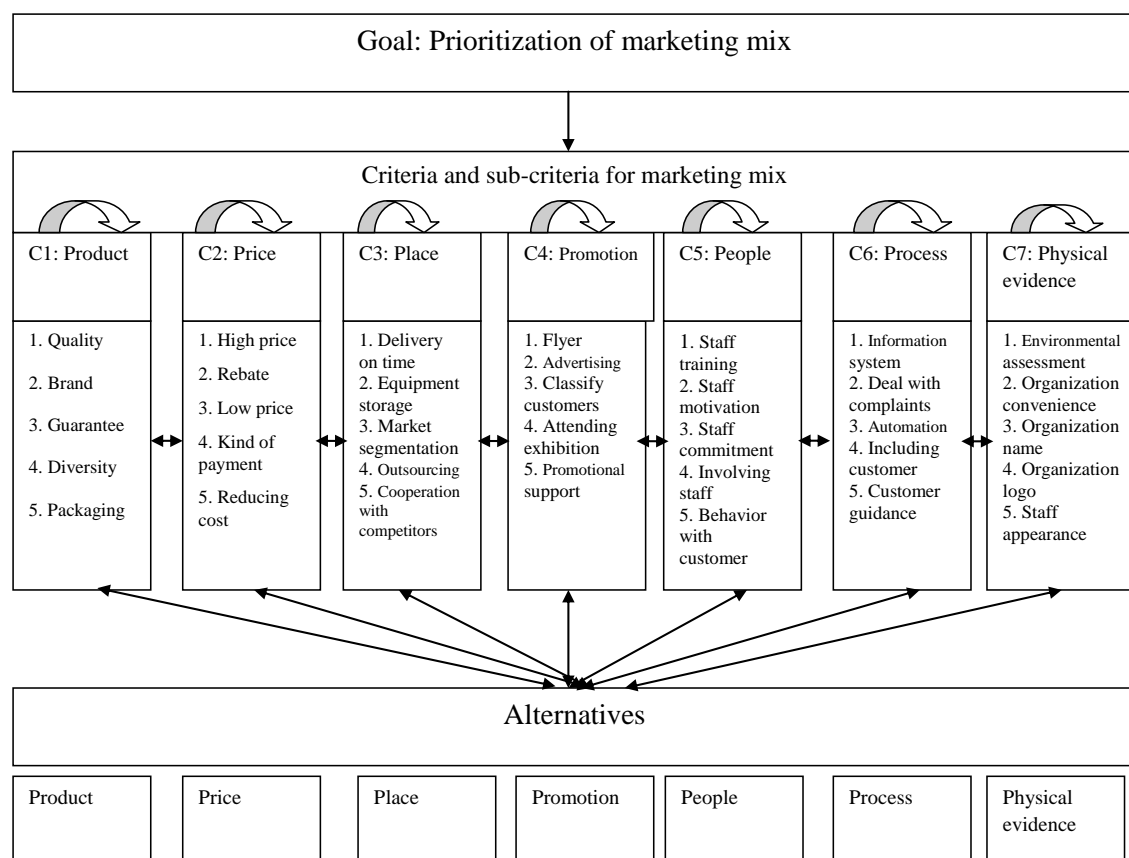 Goal: Prioritization of marketing mix
Criteria and sub-criteria for marketing mix
C1: Product
C2: Price
C3: Place
C4: Promotion
C5: People
C6: Process
C7: Physical
evidence
1. Quality
2. Brand
3. Guarantee
4. Diversity
5. Packaging
1. High price
2. Rebate
3. Low price
4. Kind of
payment
5. Reducing
cost
1. Delivery
on time
2. Equipment
storage
3. Market
segmentation
4. Outsourcing
5. Cooperation
with
competitors
1. Flyer
2. Advertising
3. Classify
customers
4. Attending
exhibition
5. Promotional
support
1. Staff
training
2. Staff
motivation
3. Staff
commitment
4. Involving
staff
5. Behavior
with
customer
1. Information
system
2. Deal with
complaints
3. Automation
4. Including
customer
5. Customer
guidance
1. Environmental
assessment
2. Organization
convenience
3. Organization
name
4. Organization
logo
5. Staff
appearance
Alternatives
Product
Price
Place
Promotion
People
Process
Physical
evidence